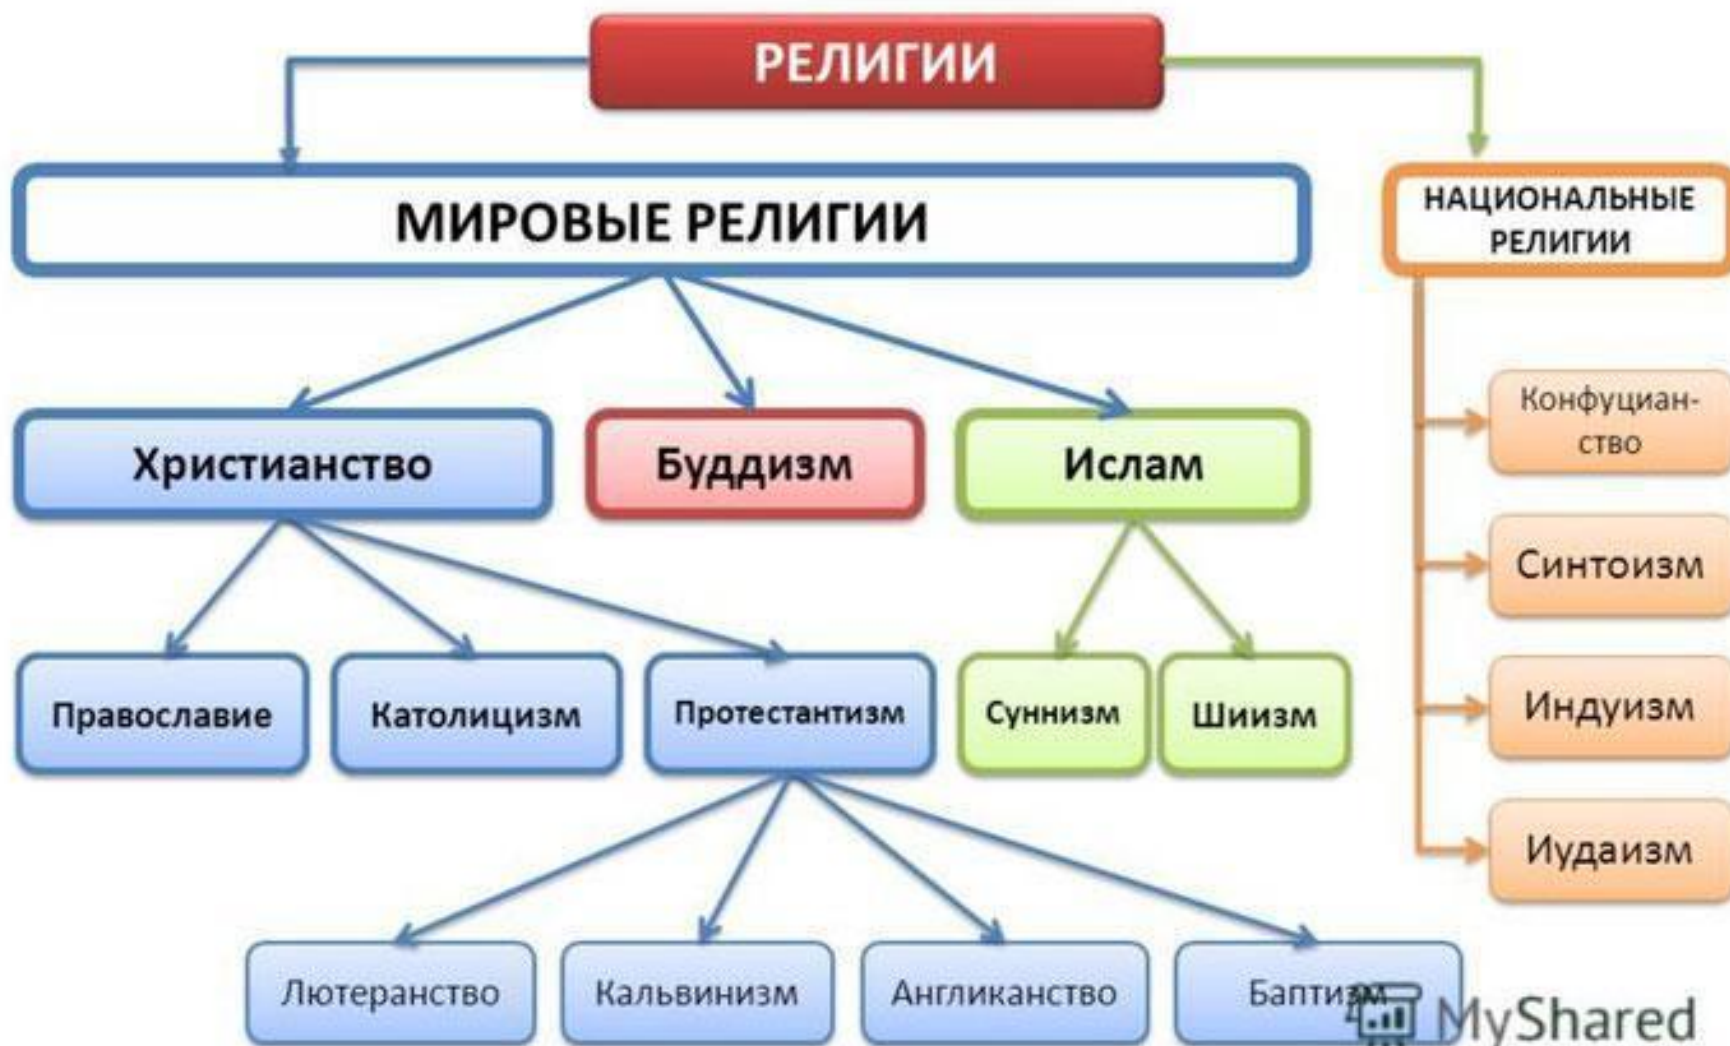 РЕЛИГИИ
МИРОВЫЕ РЕЛИГИИ
НАЦИОНАЛЬНЫЕ
РЕЛИГИИ
Христианство
Буддизм
Ислам
Конфуциан-
ство
Синтоизм
Православие
Католицизм
Протестантизм
Суннизм
Шиизм
Индуизм
Иудаизм
Лютеранство
Кальвинизм
Англиканство
Баптизм
MyShared